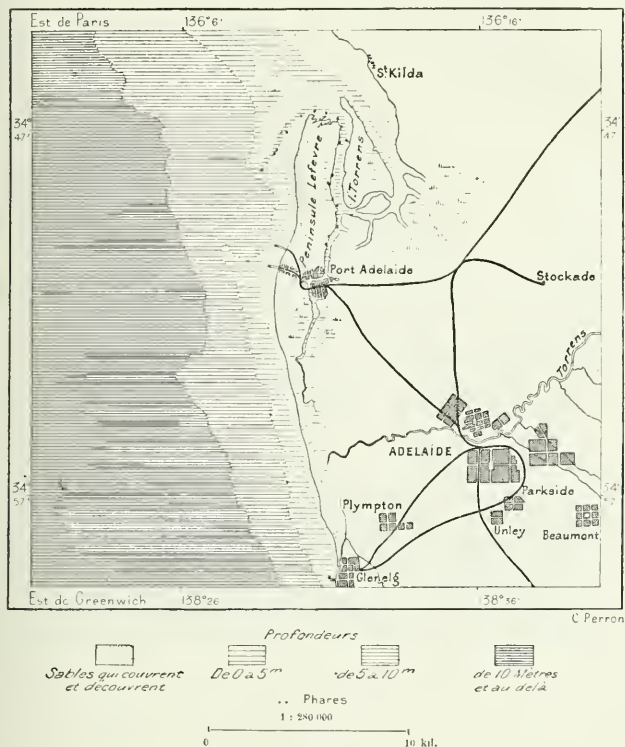 Est de Paris 136°6' 136°16'
St Kilda
34° 47' 34° 47'
Péninsule Lefevre
I. Torrens
Port Adelaide
Stockade
Torrens
ADELAÏDE
34° 57' 34° 57'
Parkside
Plympton
Unley
Beaumont
Glenelg
Est de Greenwich 138°26' 138°36'
C Perron
Profondeurs
Sables qui couvrent et découvrent
De 0 à 5m
de 5 à 10m
de 10 Mètres et au delà
Phares
1 : 280 000
0 10 kil.